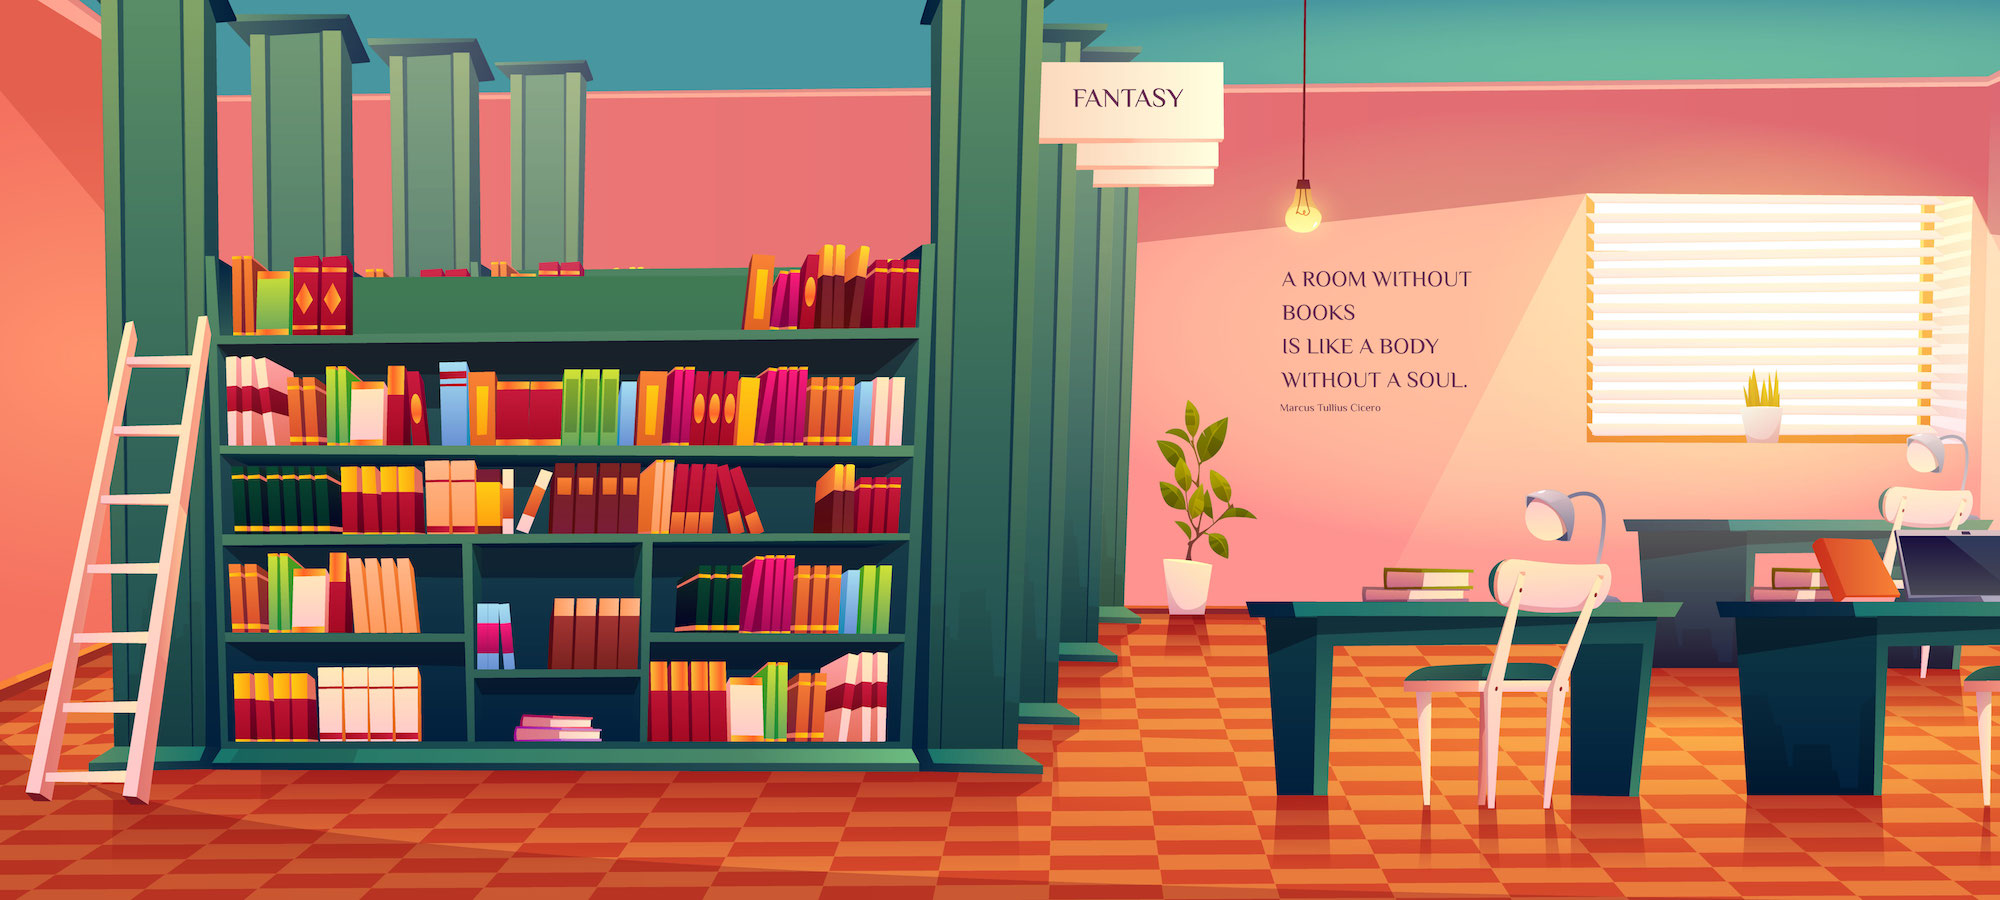 FANTASY
A ROOM WITHOUT
BOOKS
IS LIKE A BODY
WITHOUT A SOUL.
Marcus Tullius Cicero